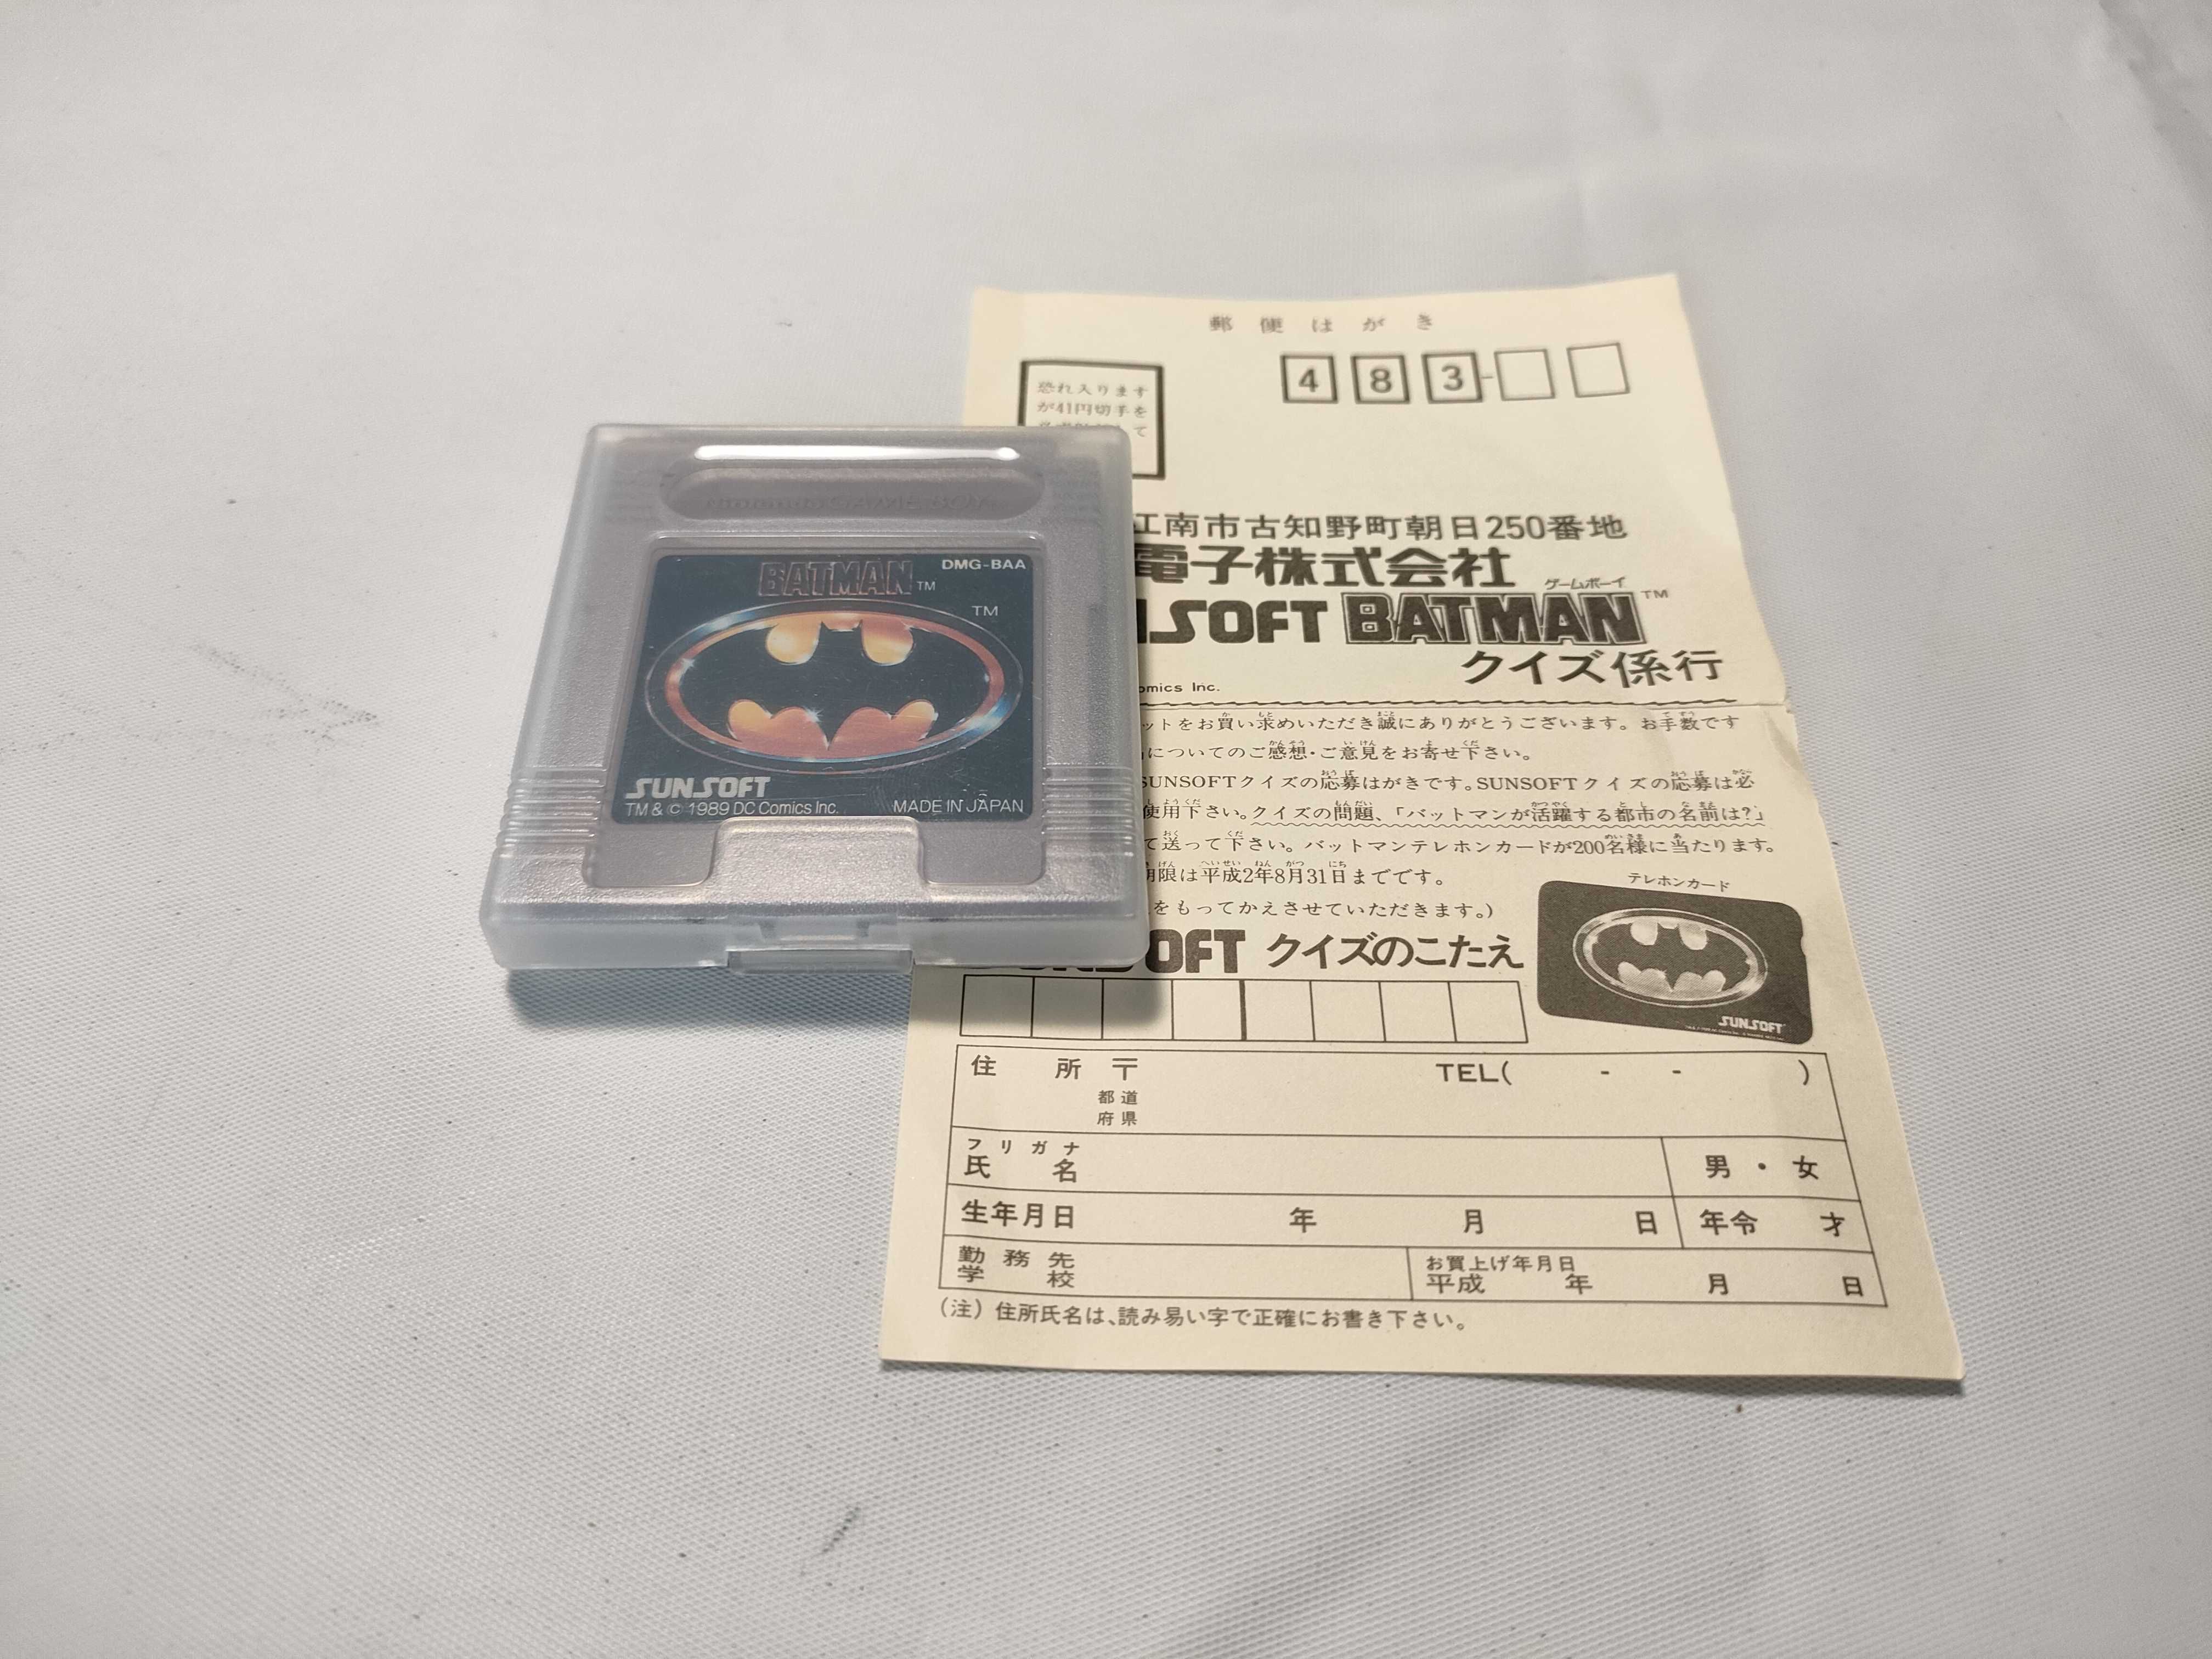 BATMAN™
DMG-BAA
TM
SUNSOFT
TM & © 1989 DC Comics Inc.
MADE IN JAPAN
郵便はがき
恐れ入ります
が41円切手を
て
483-
江南市古知野町朝日250番地
電子株式会社
ゲームボーイ
SOFT BATMAN™
クイズ係行
omics Inc.
ットをお買い求めいただき誠にありがとうございます。お手数です
についてのご感想・ご意見をお寄せ下さい。
SUNSOFTクイズの応募はがきです。SUNSOFTクイズの応募は必
使用下さい。クイズの問題、「バットマンが活躍する都市の名前は?」
て送って下さい。バットマンテレホンカードが200名様に当たります。
期限は平成2年8月31日までです。
をもってかえさせていただきます。)
テレホンカード
SUNSOFT
OFT クイズのこたえ
住所 〒 TEL( - - )
都道
府県
フリガナ
氏名 男・女
生年月日 年 月 日 年令 才
勤務先
学校
お買上げ年月日
平成 年 月 日
(注) 住所氏名は、読み易い字で正確にお書き下さい。